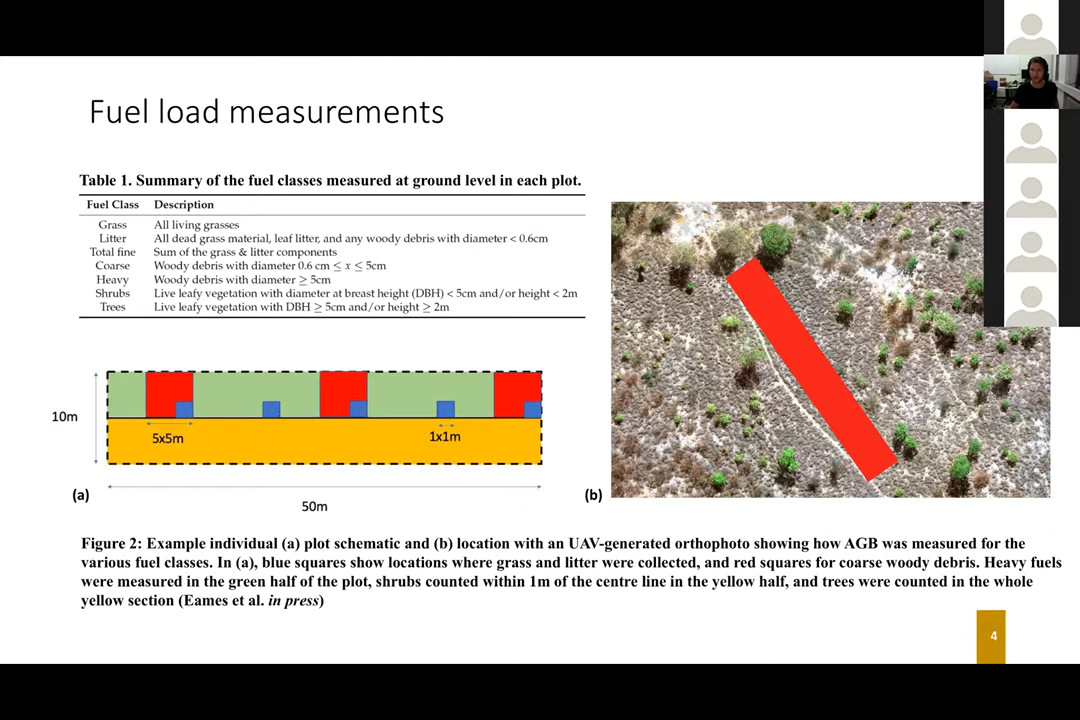 Fuel load measurements
Table 1. Summary of the fuel classes measured at ground level in each plot.
Fuel Class Description
Grass All living grasses
Litter All dead grass material, leaf litter, and any woody debris with diameter < 0.6cm
Total fine Sum of the grass & litter components
Coarse Woody debris with diameter 0.6 cm ≤ x ≤ 5cm
Heavy Woody debris with diameter ≥ 5cm
Shrubs Live leafy vegetation with diameter at breast height (DBH) < 5cm and/or height < 2m
Trees Live leafy vegetation with DBH ≥ 5cm and/or height ≥ 2m
10m
5x5m
1x1m
50m
(a)
(b)
Figure 2: Example individual (a) plot schematic and (b) location with an UAV-generated orthophoto showing how AGB was measured for the
various fuel classes. In (a), blue squares show locations where grass and litter were collected, and red squares for coarse woody debris. Heavy fuels
were measured in the green half of the plot, shrubs counted within 1m of the centre line in the yellow half, and trees were counted in the whole
yellow section (Eames et al. in press)
4